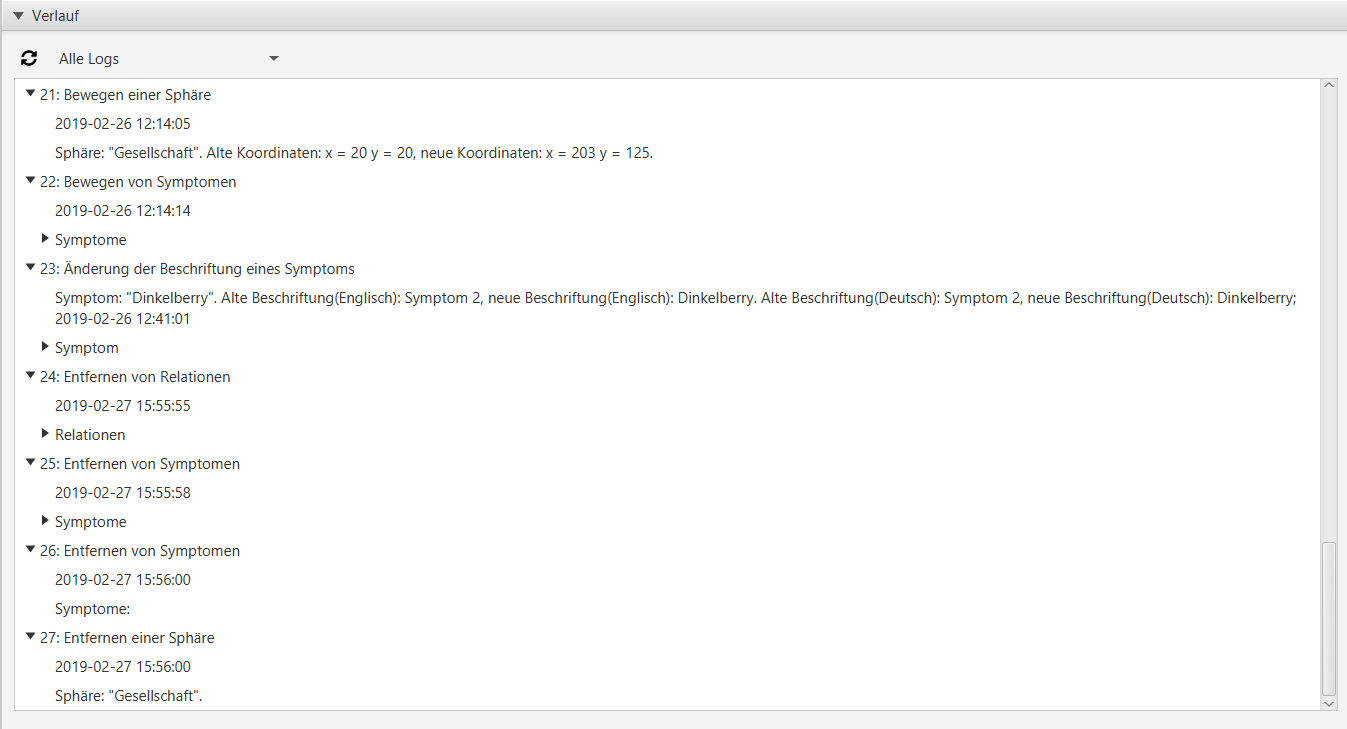 Verlauf
Alle Logs
21: Bewegen einer Sphäre
2019-02-26 12:14:05
Sphäre: "Gesellschaft". Alte Koordinaten: x = 20 y = 20, neue Koordinaten: x = 203 y = 125.
22: Bewegen von Symptomen
2019-02-26 12:14:14
Symptome
23: Änderung der Beschriftung eines Symptoms
Symptom: "Dinkelberry". Alte Beschriftung(Englisch): Symptom 2, neue Beschriftung(Englisch): Dinkelberry. Alte Beschriftung(Deutsch): Symptom 2, neue Beschriftung(Deutsch): Dinkelberry;
2019-02-26 12:41:01
Symptom
24: Entfernen von Relationen
2019-02-27 15:55:55
Relationen
25: Entfernen von Symptomen
2019-02-27 15:55:58
Symptome
26: Entfernen von Symptomen
2019-02-27 15:56:00
Symptome:
27: Entfernen einer Sphäre
2019-02-27 15:56:00
Sphäre: "Gesellschaft".